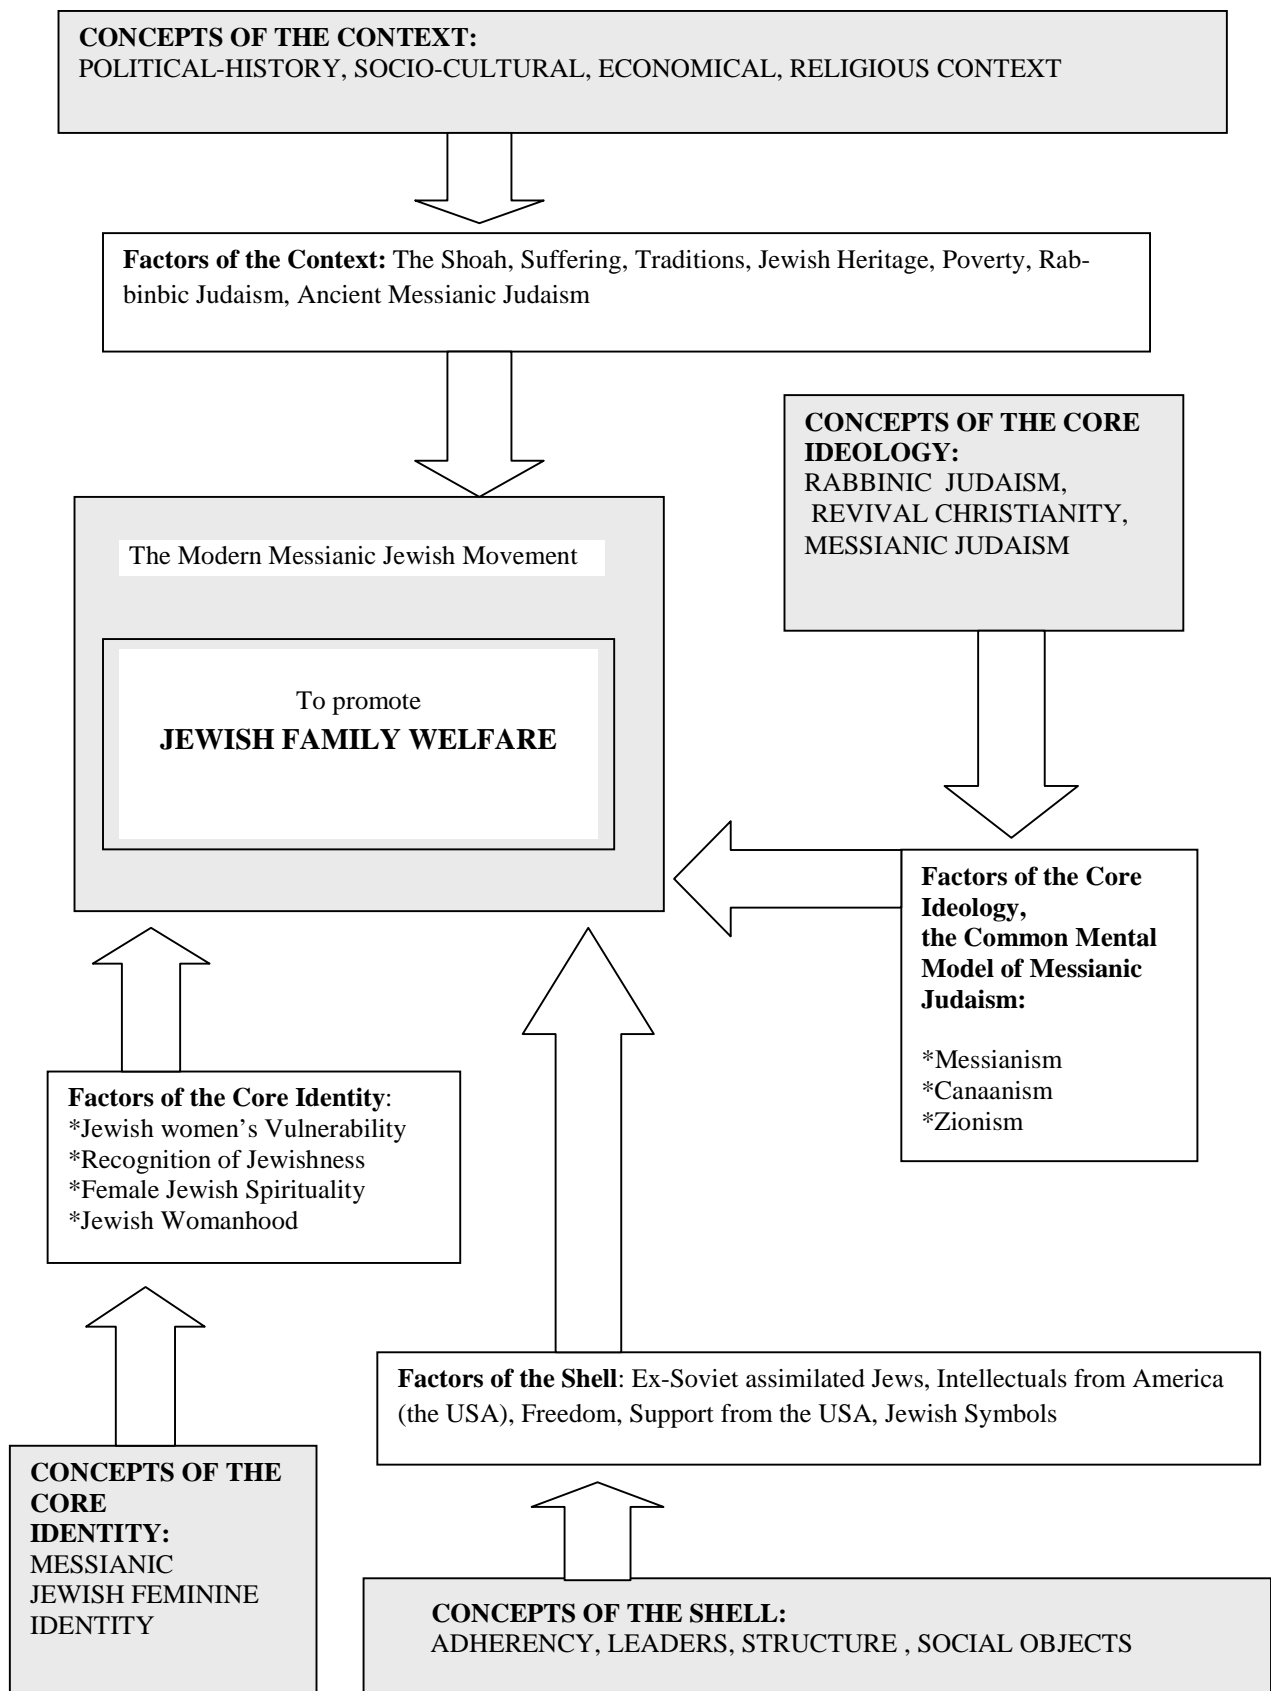 CONCEPTS OF THE CONTEXT:
POLITICAL-HISTORY, SOCIO-CULTURAL, ECONOMICAL, RELIGIOUS CONTEXT
Factors of the Context: The Shoah, Suffering, Traditions, Jewish Heritage, Poverty, Rab-
binbic Judaism, Ancient Messianic Judaism
CONCEPTS OF THE CORE
IDEOLOGY:
RABBINIC JUDAISM,
REVIVAL CHRISTIANITY,
MESSIANIC JUDAISM
The Modern Messianic Jewish Movement
To promote
JEWISH FAMILY WELFARE
Factors of the Core
Ideology,
the Common Mental
Model of Messianic
Judaism:
*Messianism
*Canaanism
*Zionism
Factors of the Core Identity:
*Jewish women’s Vulnerability
*Recognition of Jewishness
*Female Jewish Spirituality
*Jewish Womanhood
Factors of the Shell: Ex-Soviet assimilated Jews, Intellectuals from America
(the USA), Freedom, Support from the USA, Jewish Symbols
CONCEPTS OF THE
CORE
IDENTITY:
MESSIANIC
JEWISH FEMININE
IDENTITY
CONCEPTS OF THE SHELL:
ADHERENCY, LEADERS, STRUCTURE , SOCIAL OBJECTS